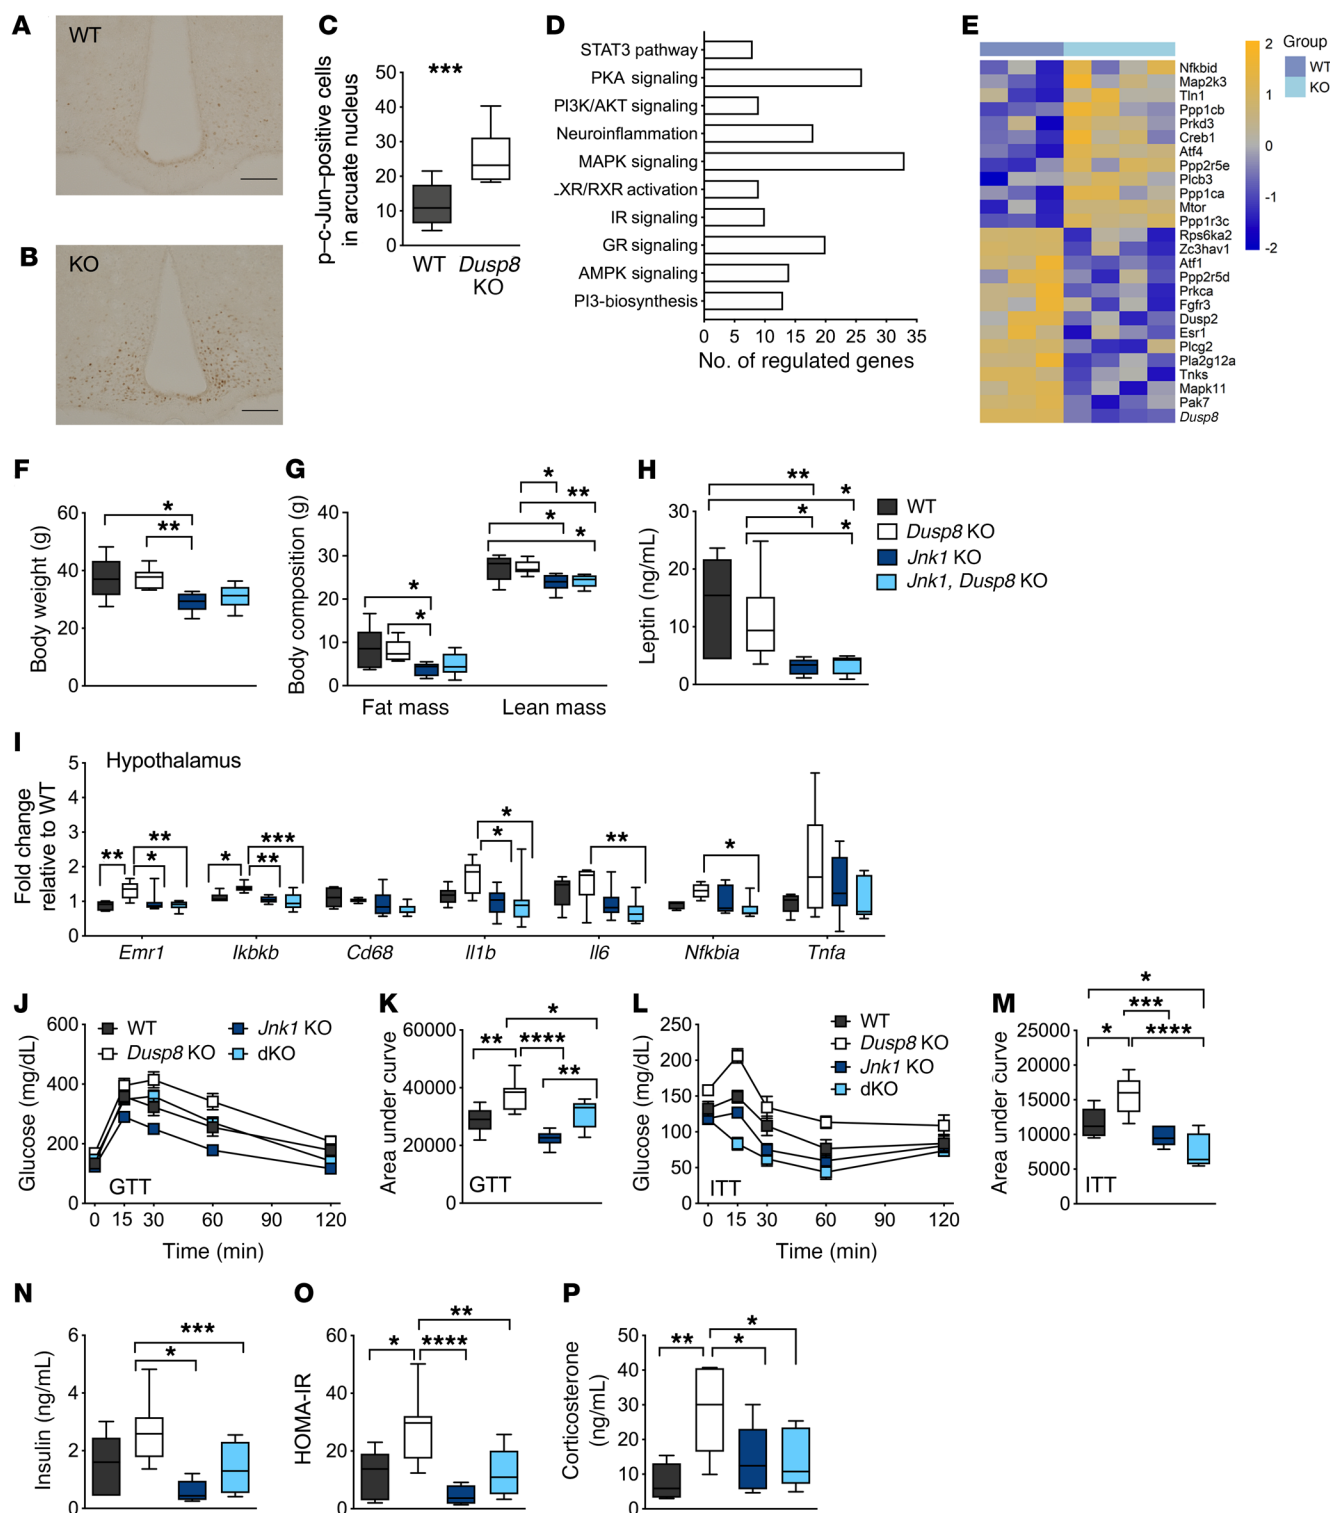 A
WT
B
KO
C
***
p–c-Jun–positive cells
in arcuate nucleus
50
40
30
20
10
0
WT
Dusp8
KO
D
STAT3 pathway
PKA signaling
PI3K/AKT signaling
Neuroinflammation
MAPK signaling
XR/RXR activation
IR signaling
GR signaling
AMPK signaling
PI3-biosynthesis
0 5 10 15 20 25 30 35
No. of regulated genes
E
Nfkbid
Map2k3
Tln1
Ppp1cb
Prkd3
Creb1
Atf4
Ppp2r5e
Plcb3
Ppp1ca
Mtor
Ppp1r3c
Rps6ka2
Zc3hav1
Atf1
Ppp2r5d
Prkca
Fgfr3
Dusp2
Esr1
Plcg2
Pla2g12a
Tnks
Mapk11
Pak7
Dusp8
2
1
0
-1
-2
Group
WT
KO
F
Body weight (g)
60
40
20
0
*
**
G
Body composition (g)
40
30
20
10
0
*
*
*
**
*
*
Fat mass
Lean mass
H
Leptin (ng/mL)
30
20
10
0
**
*
*
*
WT
Dusp8 KO
Jnk1 KO
Jnk1, Dusp8 KO
I
Hypothalamus
Fold change
relative to WT
5
4
3
2
1
0
** * **
* ** ***
* *
**
*
Emr1 Ikbkb Cd68 Il1b Il6 Nfkbia Tnfa
J
Glucose (mg/dL)
600
400
200
0
WT
Dusp8 KO
Jnk1 KO
dKO
GTT
0 15 30 60 90 120
Time (min)
K
Area under curve
60000
40000
20000
0
*
** ****
**
GTT
L
Glucose (mg/dL)
250
200
150
100
50
0
WT
Dusp8 KO
Jnk1 KO
dKO
ITT
0 15 30 60 90 120
Time (min)
M
Area under curve
25000
20000
15000
10000
5000
0
*
***
* ****
ITT
N
Insulin (ng/mL)
6
4
2
0
***
*
O
HOMA-IR
60
40
20
0
**
* ****
P
Corticosterone
(ng/mL)
50
40
30
20
10
0
*
** *